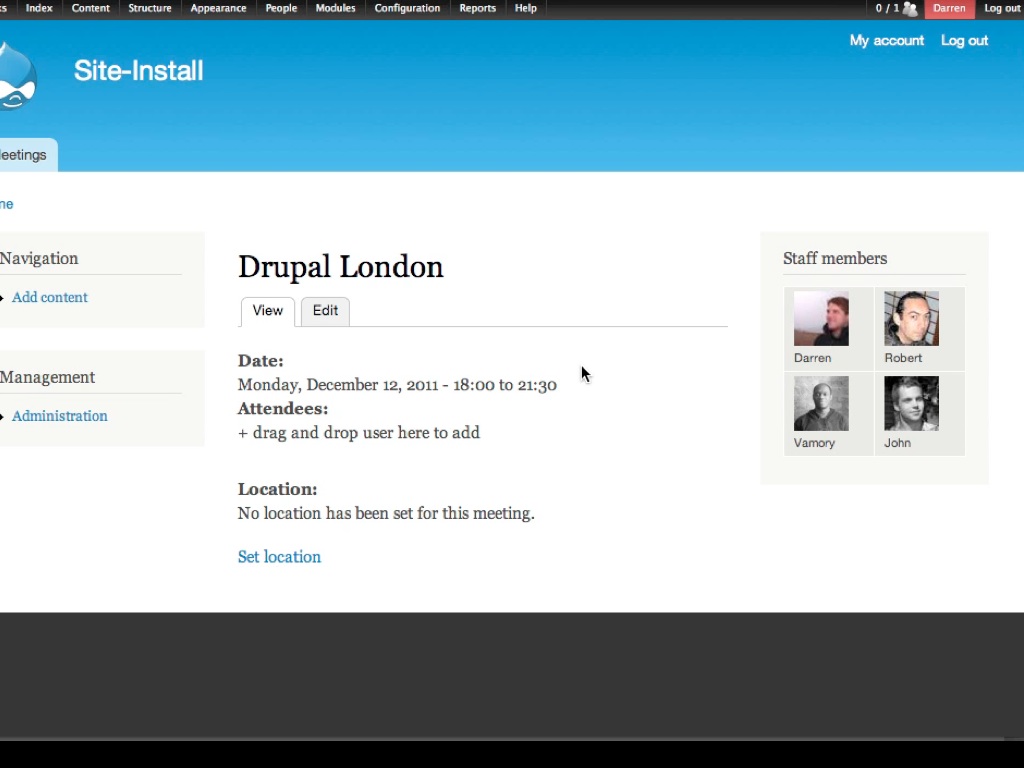 Index Content Structure Appearance People Modules Configuration Reports Help 0 / 1 Darren Log out
My account Log out
Site-Install
Navigation
Add content
Management
Administration
Drupal London
View Edit
Date:
Monday, December 12, 2011 - 18:00 to 21:30
Attendees:
+ drag and drop user here to add
Location:
No location has been set for this meeting.
Set location
Staff members
Darren Robert
Vamory John